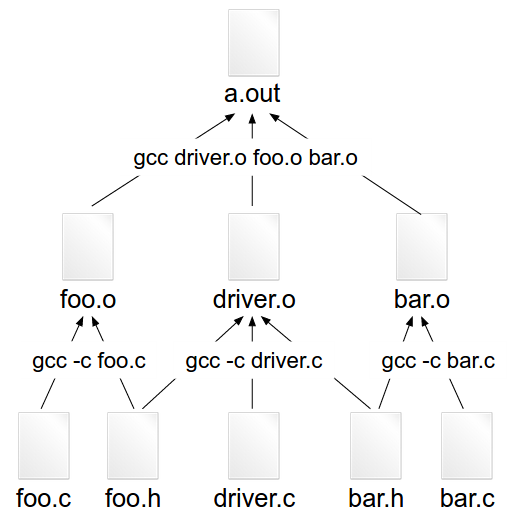 a.out
gcc driver.o foo.o bar.o
foo.o
driver.o
bar.o
gcc -c foo.c
gcc -c driver.c
gcc -c bar.c
foo.c
foo.h
driver.c
bar.h
bar.c